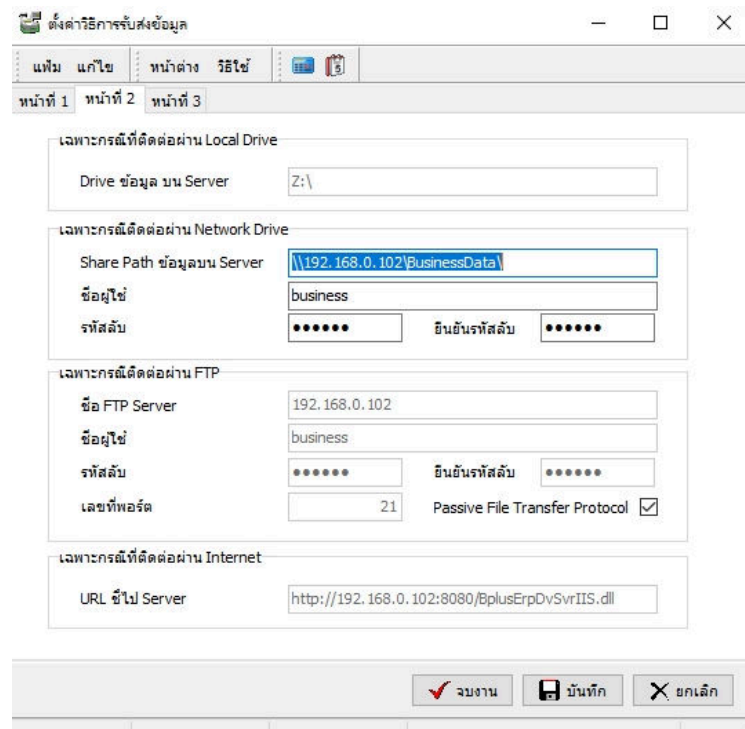 ตั้งค่าวิธีการรับส่งข้อมูล
แฟ้ม แก้ไข หน้าต่าง วิธีใช้
หน้าที่ 1 หน้าที่ 2 หน้าที่ 3
เฉพาะกรณีที่ติดต่อผ่าน Local Drive
Drive ข้อมูล บน Server Z:\
เฉพาะกรณีติดต่อผ่าน Network Drive
Share Path ข้อมูลบน Server \\192.168.0.102\BusinessData\
ชื่อผู้ใช้ business
รหัสลับ ●●●●●● ยืนยันรหัสลับ ●●●●●●
เฉพาะกรณีติดต่อผ่าน FTP
ชื่อ FTP Server 192.168.0.102
ชื่อผู้ใช้ business
รหัสลับ ●●●●●● ยืนยันรหัสลับ ●●●●●●
เลขที่พอร์ต 21 Passive File Transfer Protocol
เฉพาะกรณีที่ติดต่อผ่าน Internet
URL ชี้ไป Server http://192.168.0.102:8080/BplusErpDvSvrIIS.dll
จบงาน บันทึก ยกเลิก